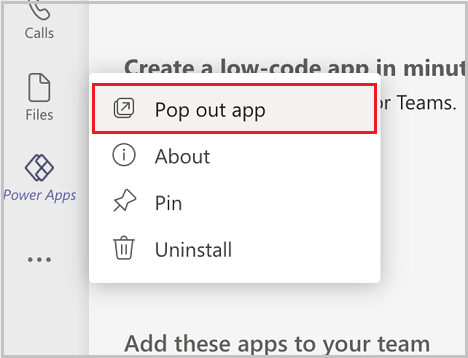 Calls
Files
Power Apps
Create a low-code app in minut
or Teams.
Pop out app
About
Pin
Uninstall
Add these apps to your team